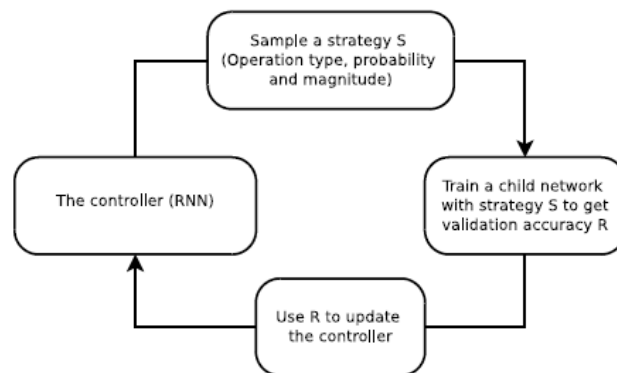 Sample a strategy S
(Operation type, probability
and magnitude)
The controller (RNN)
Train a child network
with strategy S to get
validation accuracy R
Use R to update
the controller